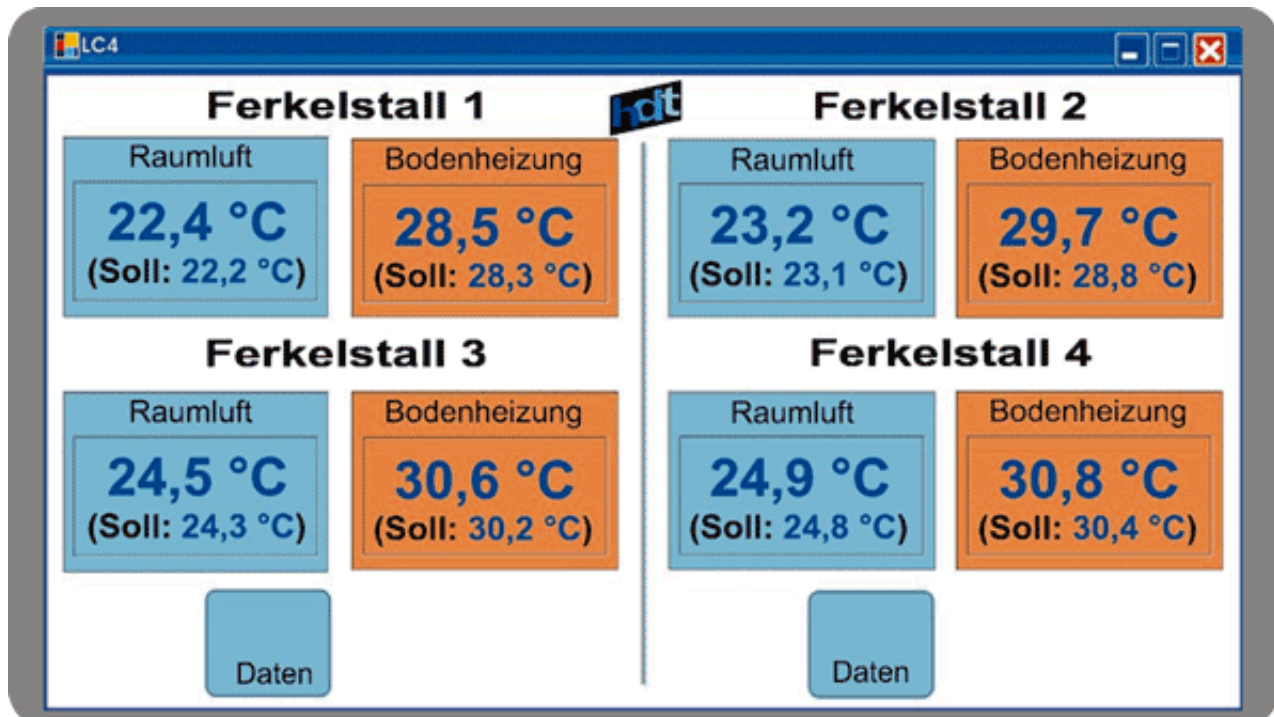 LC4
Ferkelstall 1
hdt
Ferkelstall 2
Raumluft
22,4 °C
(Soll: 22,2 °C)
Bodenheizung
28,5 °C
(Soll: 28,3 °C)
Raumluft
23,2 °C
(Soll: 23,1 °C)
Bodenheizung
29,7 °C
(Soll: 28,8 °C)
Ferkelstall 3
Ferkelstall 4
Raumluft
24,5 °C
(Soll: 24,3 °C)
Bodenheizung
30,6 °C
(Soll: 30,2 °C)
Raumluft
24,9 °C
(Soll: 24,8 °C)
Bodenheizung
30,8 °C
(Soll: 30,4 °C)
Daten
Daten